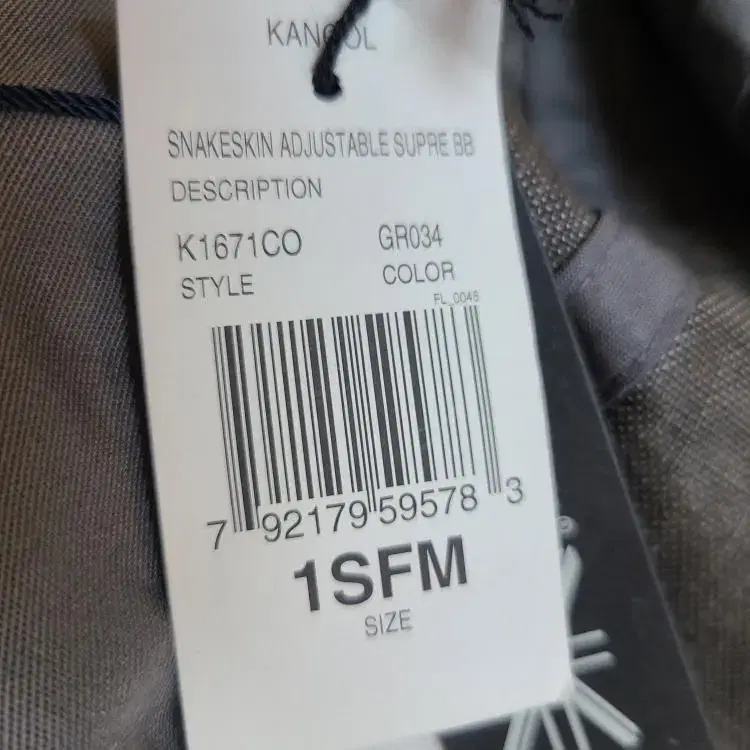 KANGOL
SNAKESKIN ADJUSTABLE SUPRE BB
DESCRIPTION
K1671CO GR034
STYLE COLOR
FL_0045
7 92179 59578 3
1SFM
SIZE